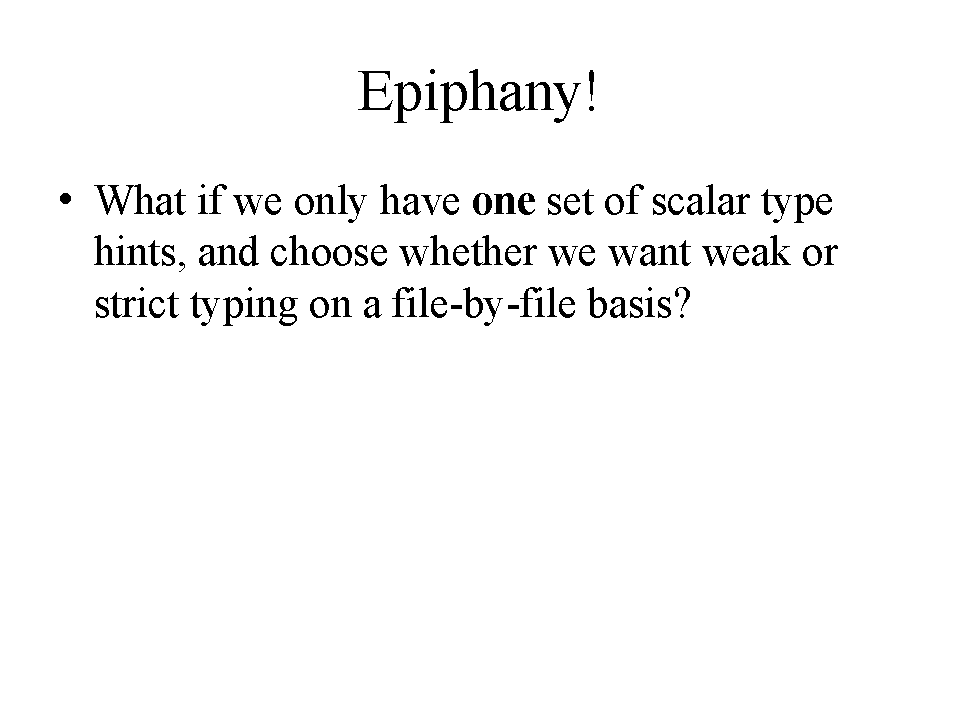 Epiphany!
• What if we only have one set of scalar type
hints, and choose whether we want weak or
strict typing on a file-by-file basis?